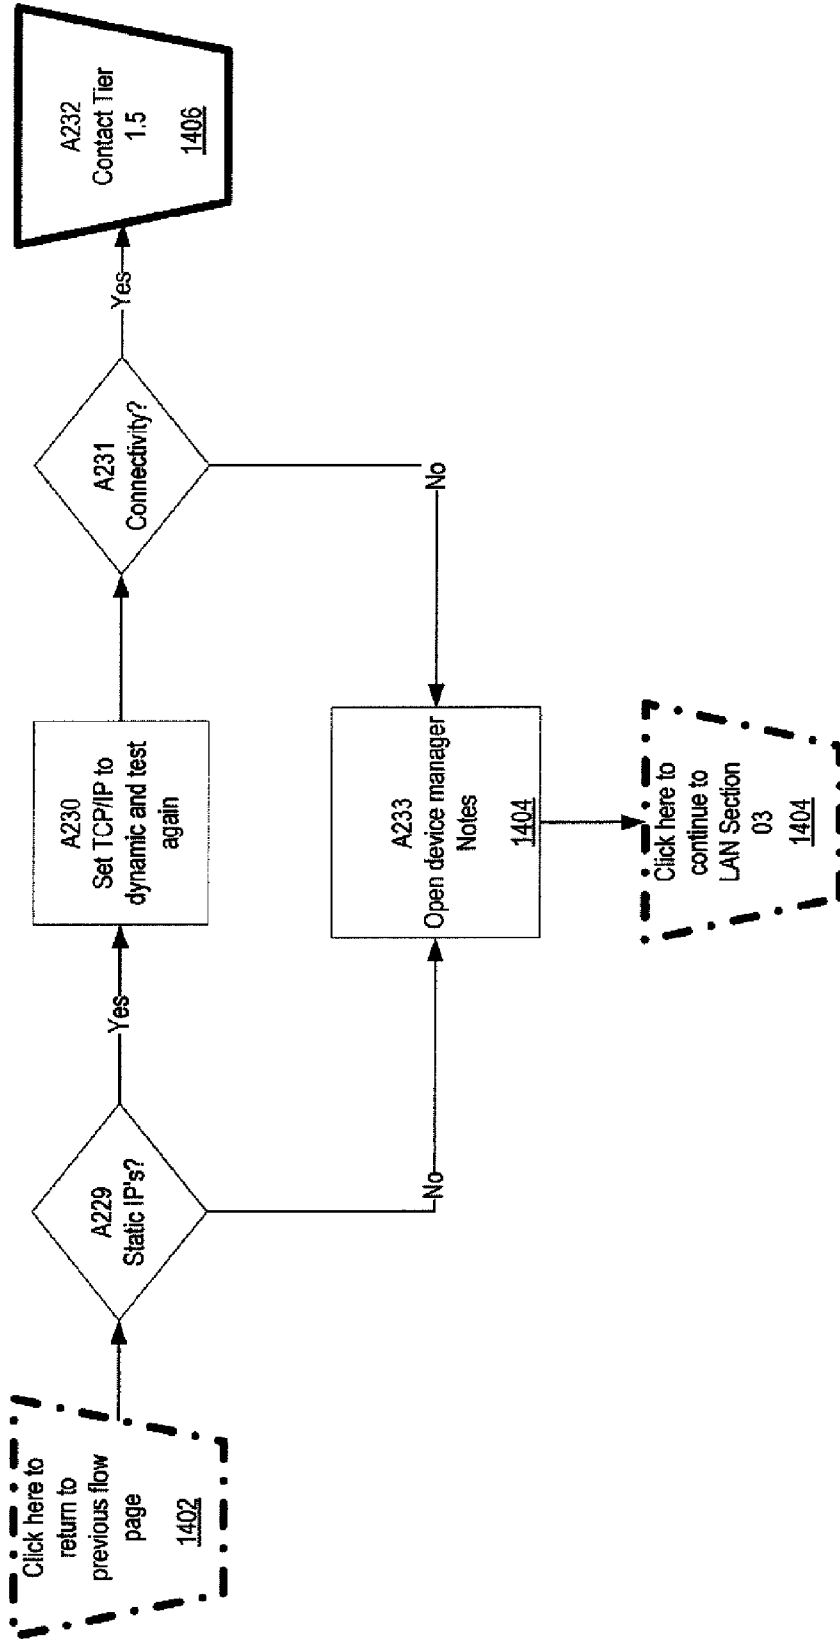 Click here to
return to
previous flow
page
1402
A229
Static IP's?
Yes
No
A230
Set TCP/IP to
dynamic and test
again
A231
Connectivity?
Yes
No
A232
Contact Tier
1.5
1406
A233
Open device manager
Notes
1404
Click here to
continue to
LAN Section
03
1404